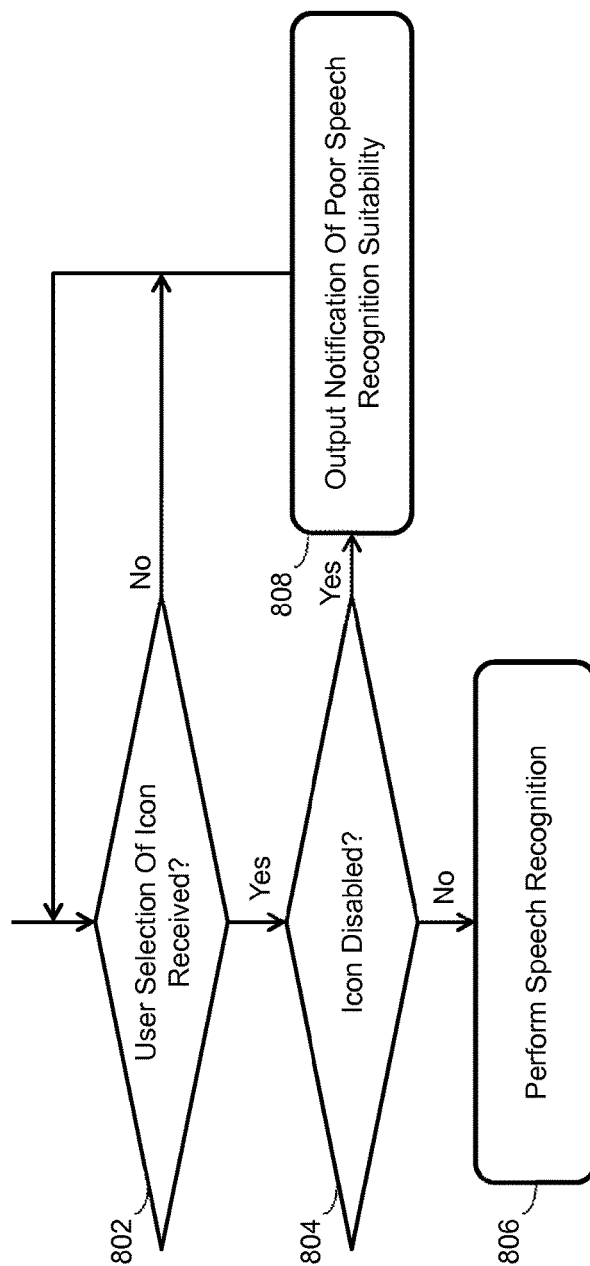 802
User Selection Of Icon
Received?
No
Yes
804
Icon Disabled?
Yes
808
Output Notification Of Poor Speech
Recognition Suitability
No
806
Perform Speech Recognition